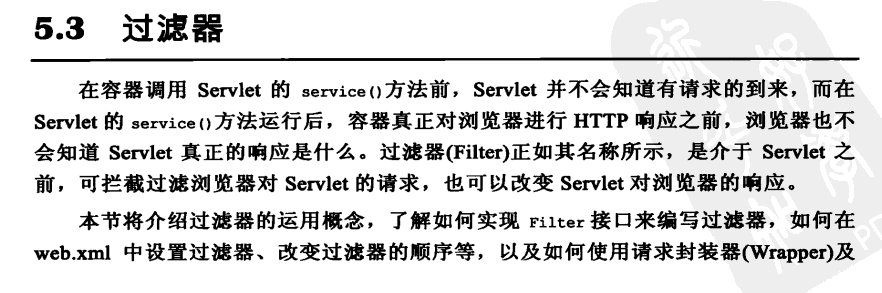 5.3 过滤器
在容器调用 Servlet 的 service()方法前，Servlet 并不会知道有请求的到来，而在
Servlet 的 service()方法运行后，容器真正对浏览器进行 HTTP 响应之前，浏览器也不
会知道 Servlet 真正的响应是什么。过滤器(Filter)正如其名称所示，是介于 Servlet 之
前，可拦截过滤浏览器对 Servlet 的请求，也可以改变 Servlet 对浏览器的响应。
本节将介绍过滤器的运用概念，了解如何实现 Filter 接口来编写过滤器，如何在
web.xml 中设置过滤器、改变过滤器的顺序等，以及如何使用请求封装器(Wrapper)及
PD